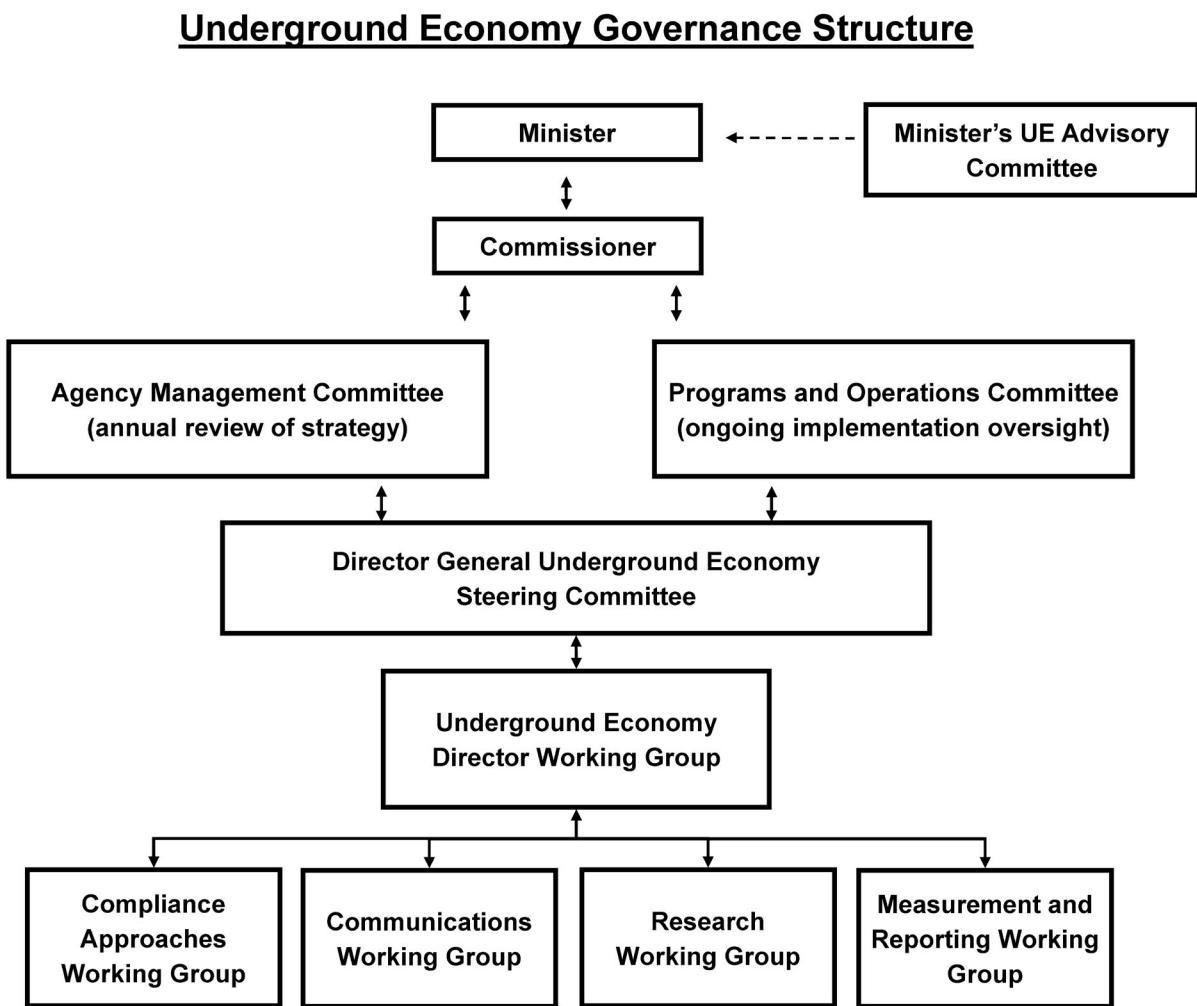 Underground Economy Governance Structure
Minister
Minister’s UE Advisory
Committee
Commissioner
Agency Management Committee
(annual review of strategy)
Programs and Operations Committee
(ongoing implementation oversight)
Director General Underground Economy
Steering Committee
Underground Economy
Director Working Group
Compliance
Approaches
Working Group
Communications
Working Group
Research
Working Group
Measurement and
Reporting Working
Group